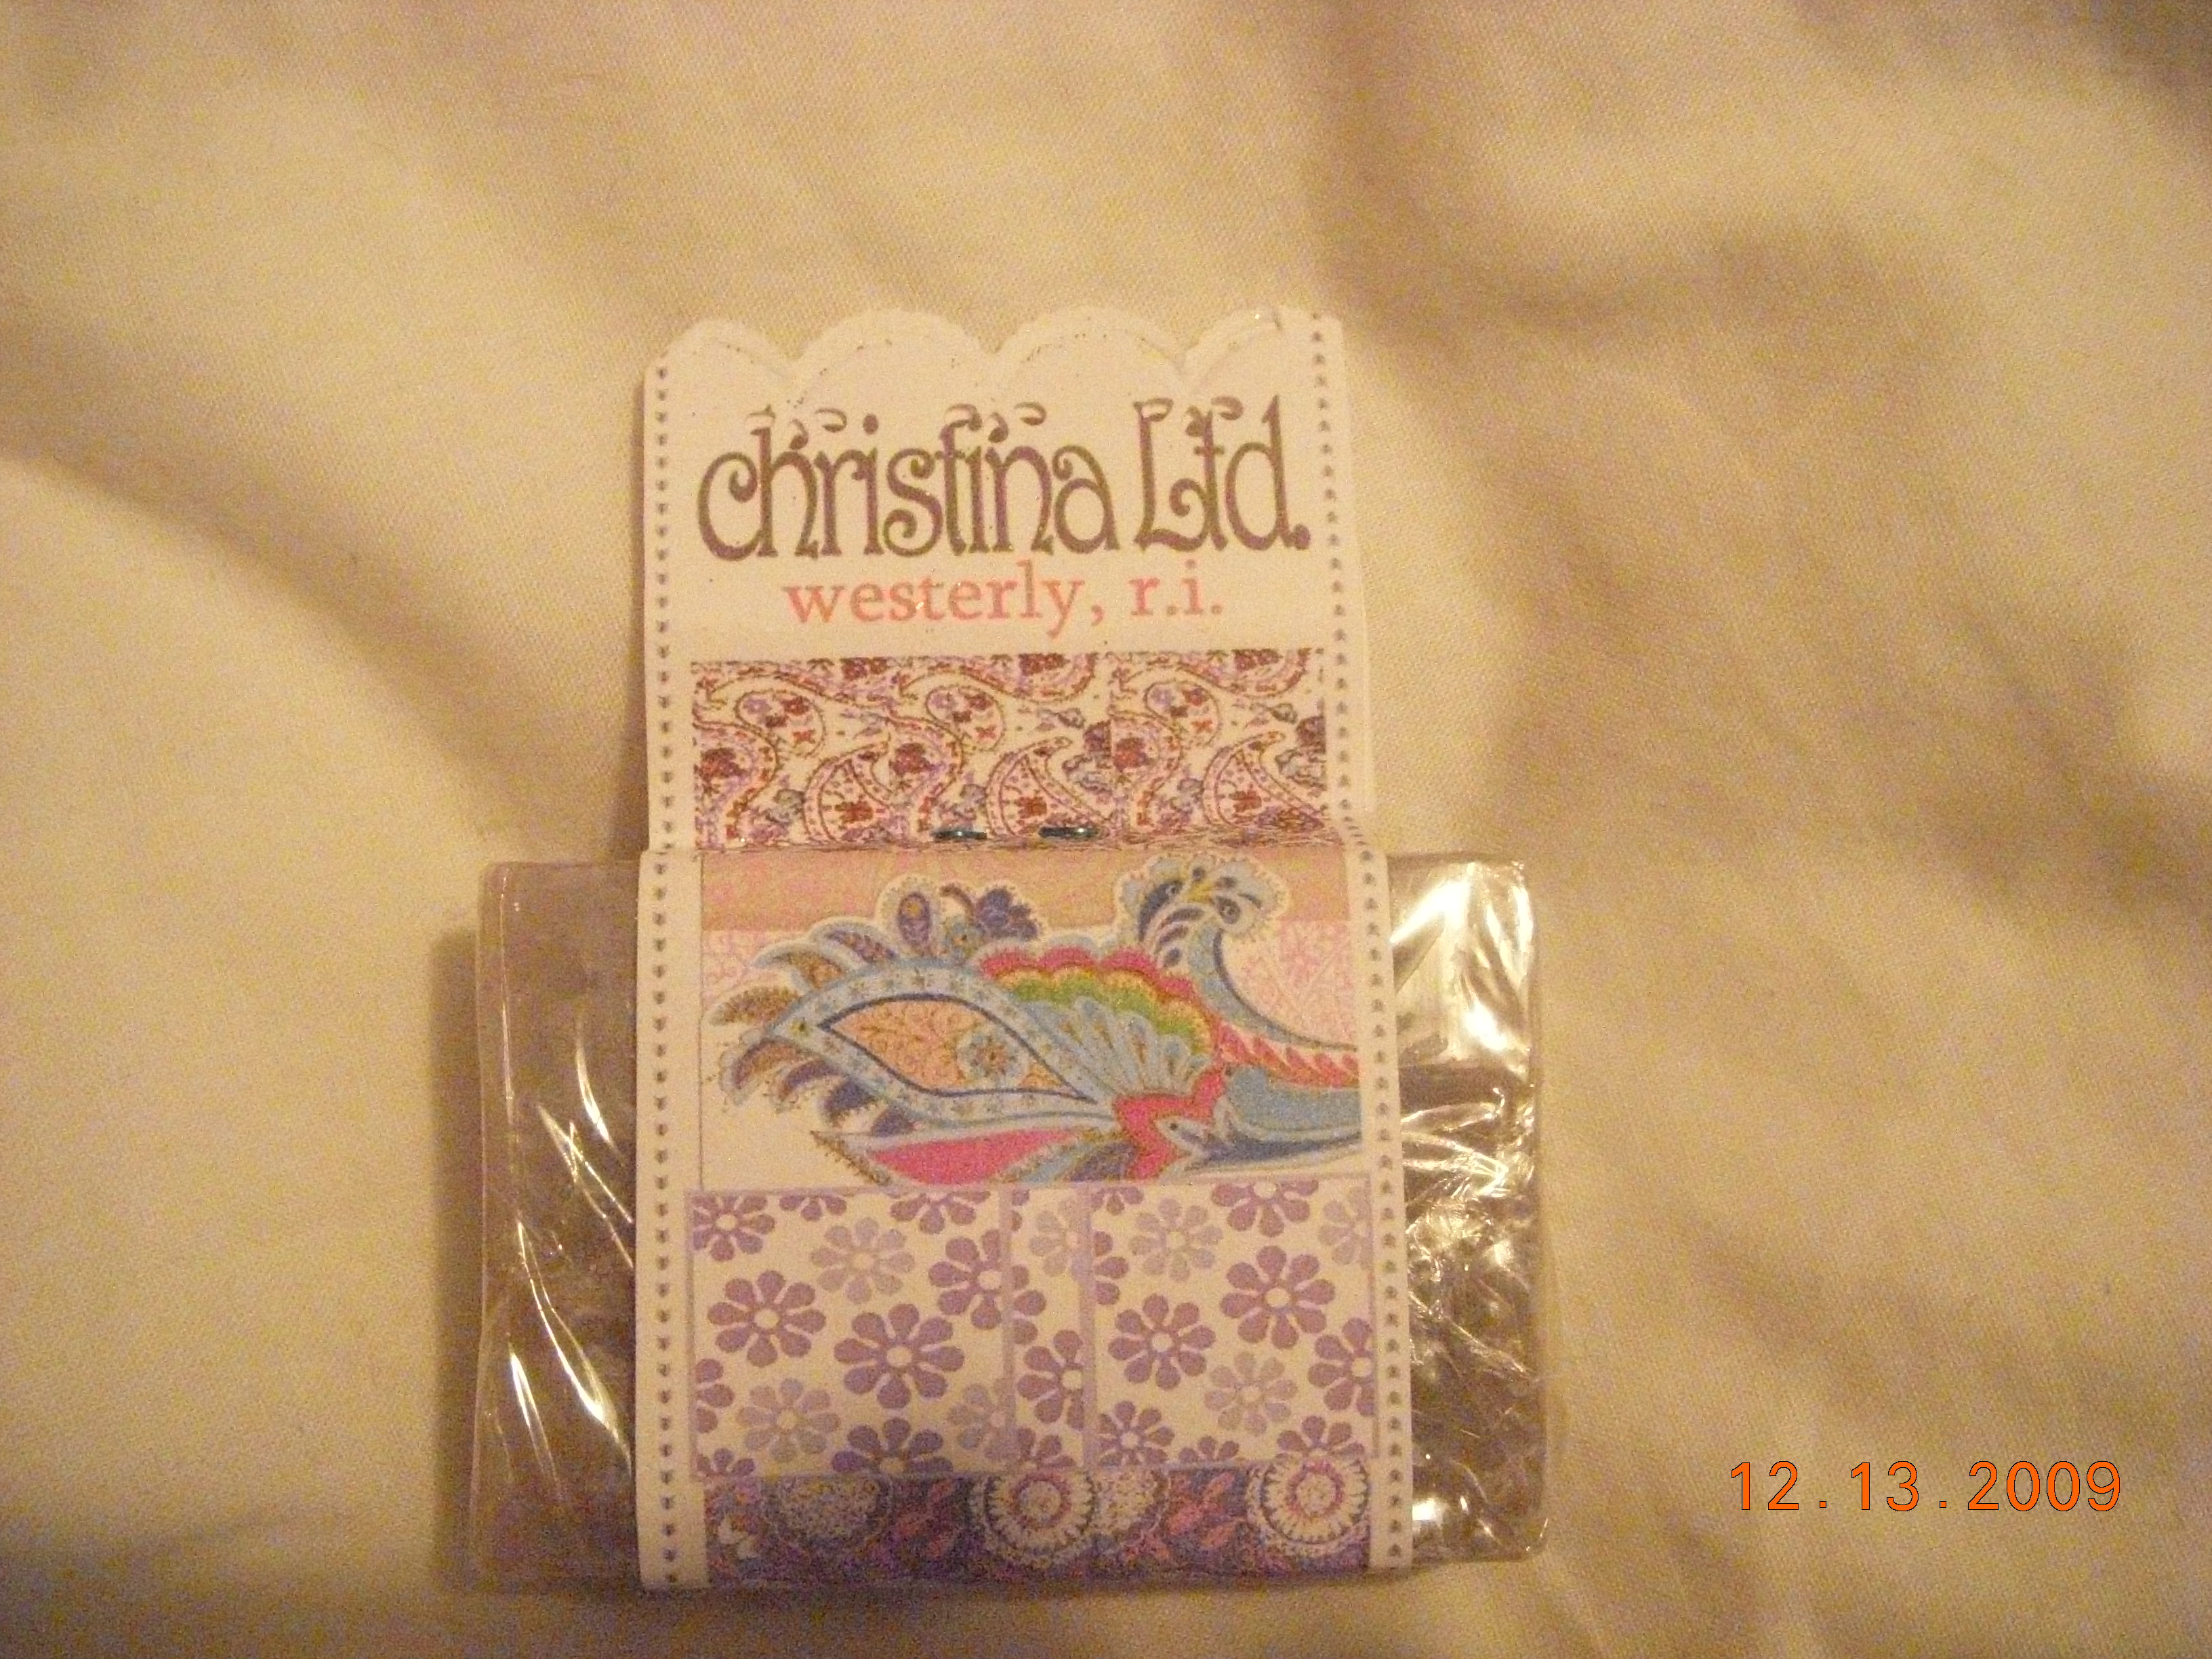 christina Ltd.
westerly, r.i.
12.13.2009